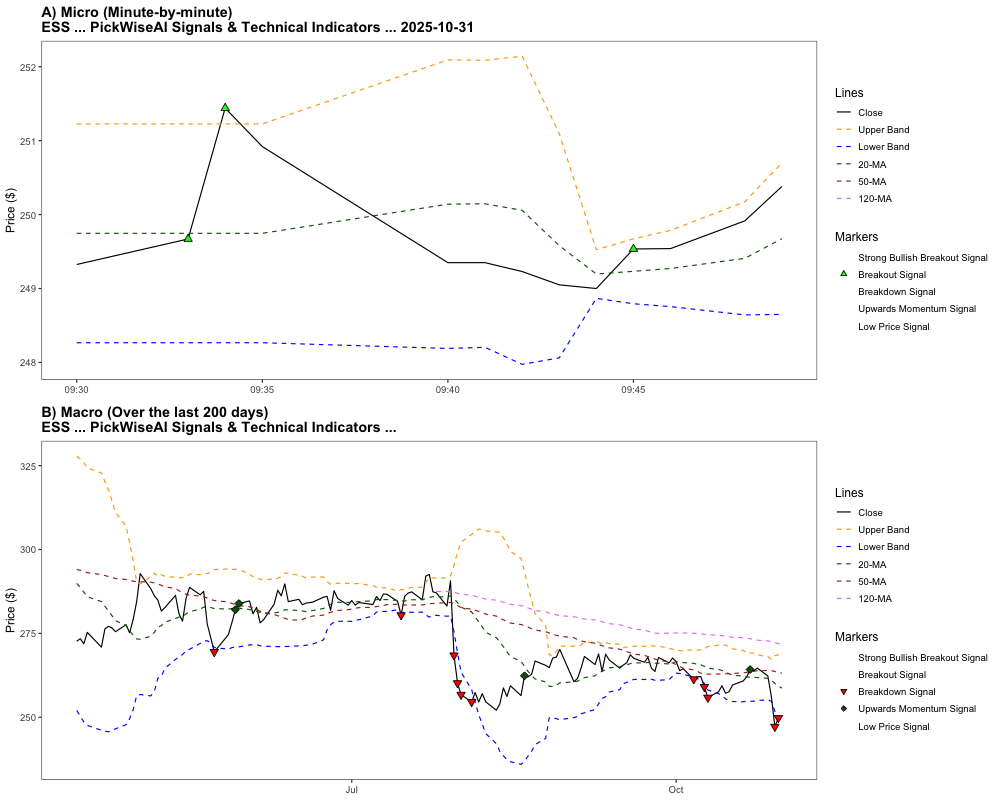 A) Micro (Minute-by-minute)
ESS ... PickWiseAI Signals & Technical Indicators ... 2025-10-31
Price ($)
252
251
250
249
248
09:30
09:35
09:40
09:45
Lines
Close
Upper Band
Lower Band
20-MA
50-MA
120-MA
Markers
Strong Bullish Breakout Signal
Breakout Signal
Breakdown Signal
Upwards Momentum Signal
Low Price Signal
B) Macro (Over the last 200 days)
ESS ... PickWiseAI Signals & Technical Indicators ...
Price ($)
325
300
275
250
Jul
Oct
Lines
Close
Upper Band
Lower Band
20-MA
50-MA
120-MA
Markers
Strong Bullish Breakout Signal
Breakout Signal
Breakdown Signal
Upwards Momentum Signal
Low Price Signal